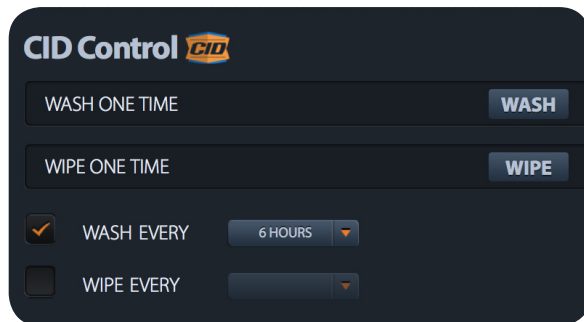 CID Control CID
WASH ONE TIME WASH
WIPE ONE TIME WIPE
WASH EVERY 6 HOURS
WIPE EVERY